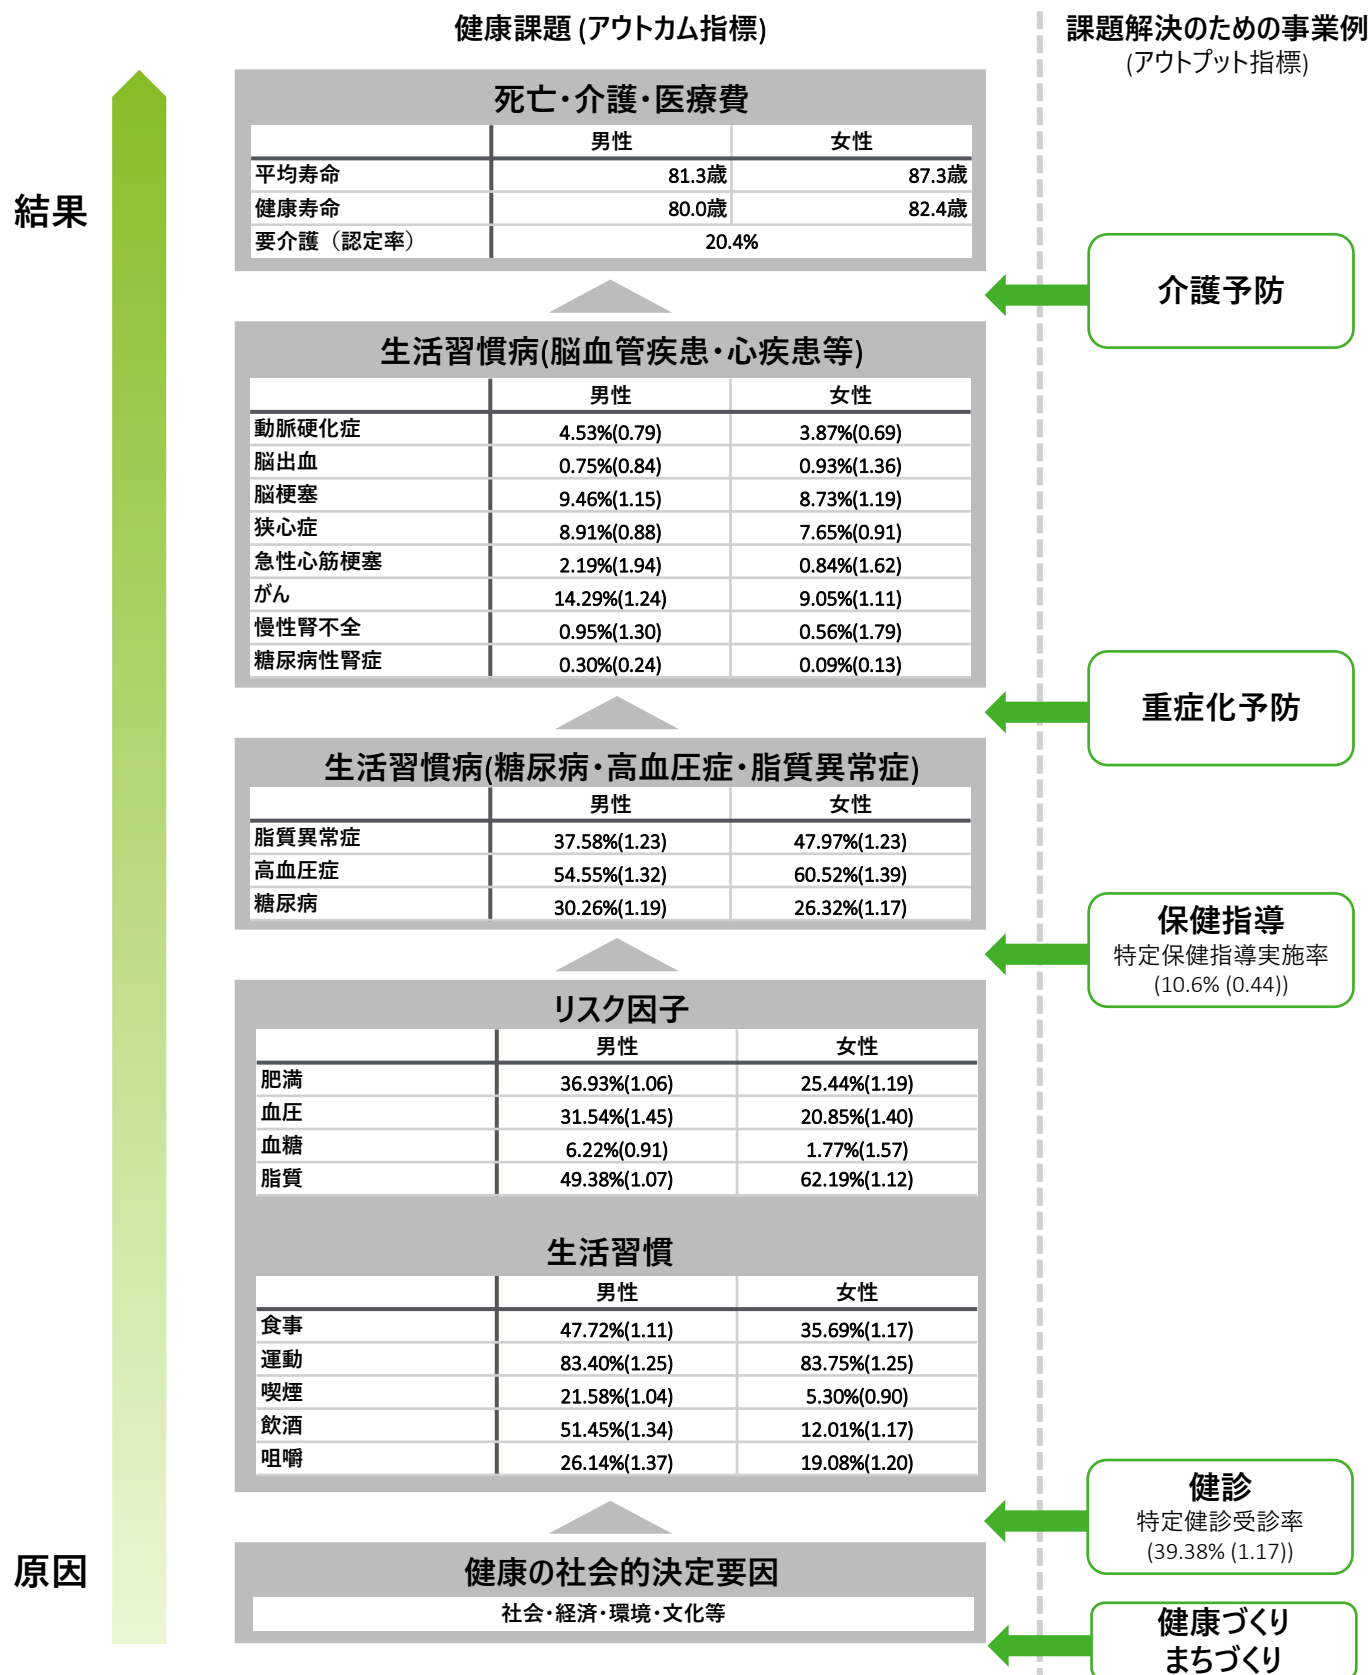 健康課題 (アウトカム指標)
課題解決のための事業例
(アウトプット指標)
結果
死亡・介護・医療費
男性 女性
平均寿命 81.3歳 87.3歳
健康寿命 80.0歳 82.4歳
要介護（認定率） 20.4%
介護予防
生活習慣病(脳血管疾患・心疾患等)
男性 女性
動脈硬化症 4.53%(0.79) 3.87%(0.69)
脳出血 0.75%(0.84) 0.93%(1.36)
脳梗塞 9.46%(1.15) 8.73%(1.19)
狭心症 8.91%(0.88) 7.65%(0.91)
急性心筋梗塞 2.19%(1.94) 0.84%(1.62)
がん 14.29%(1.24) 9.05%(1.11)
慢性腎不全 0.95%(1.30) 0.56%(1.79)
糖尿病性腎症 0.30%(0.24) 0.09%(0.13)
重症化予防
生活習慣病(糖尿病・高血圧症・脂質異常症)
男性 女性
脂質異常症 37.58%(1.23) 47.97%(1.23)
高血圧症 54.55%(1.32) 60.52%(1.39)
糖尿病 30.26%(1.19) 26.32%(1.17)
保健指導
特定保健指導実施率
(10.6% (0.44))
リスク因子
男性 女性
肥満 36.93%(1.06) 25.44%(1.19)
血圧 31.54%(1.45) 20.85%(1.40)
血糖 6.22%(0.91) 1.77%(1.57)
脂質 49.38%(1.07) 62.19%(1.12)
生活習慣
男性 女性
食事 47.72%(1.11) 35.69%(1.17)
運動 83.40%(1.25) 83.75%(1.25)
喫煙 21.58%(1.04) 5.30%(0.90)
飲酒 51.45%(1.34) 12.01%(1.17)
咀嚼 26.14%(1.37) 19.08%(1.20)
健診
特定健診受診率
(39.38% (1.17))
原因
健康の社会的決定要因
社会・経済・環境・文化等
健康づくり
まちづくり